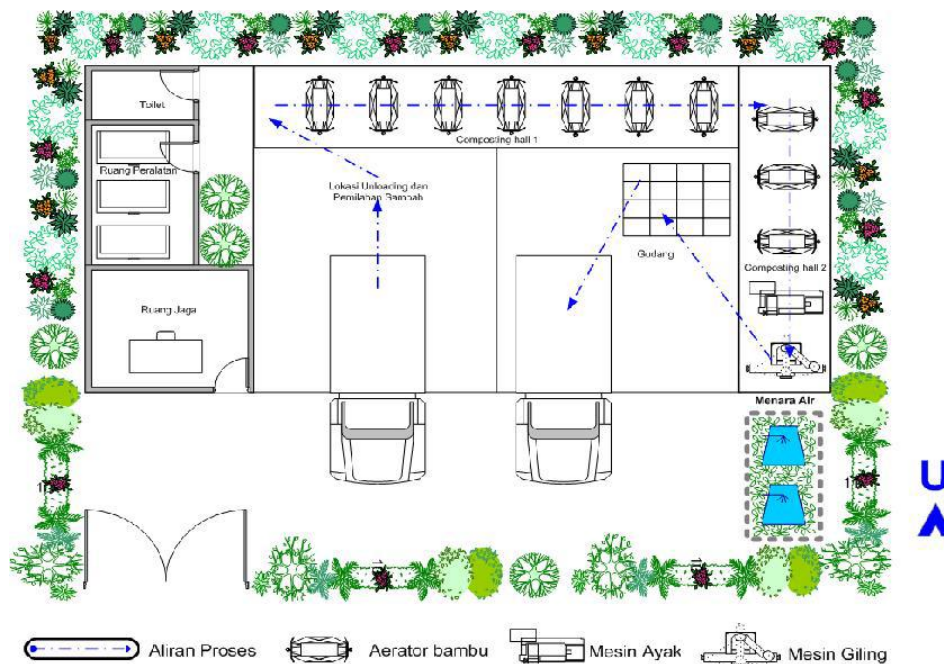 Toilet
Composting hall 1
Ruang Peralatan
Lokasi Unloading dan
Pemilahan Sampah
Gudang
Composting hall 2
Ruang Jaga
Menara Air
U
Aliran Proses
Aerator bambu
Mesin Ayak
Mesin Giling